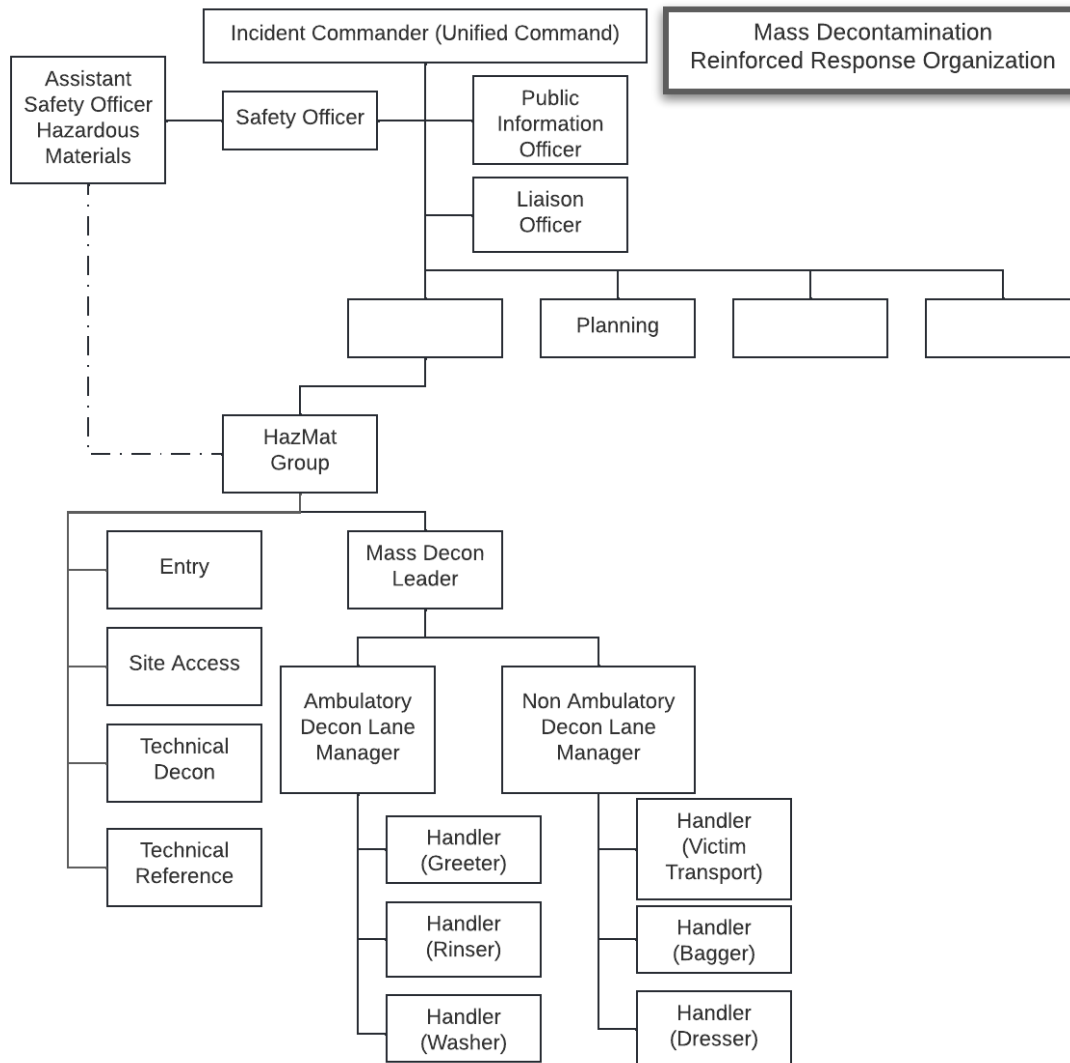 Incident Commander (Unified Command)
Mass Decontamination
Reinforced Response Organization
Assistant
Safety Officer
Hazardous
Materials
Safety Officer
Public
Information
Officer
Liaison
Officer
Planning
HazMat
Group
Entry
Mass Decon
Leader
Site Access
Ambulatory
Decon Lane
Manager
Non Ambulatory
Decon Lane
Manager
Technical
Decon
Technical
Reference
Handler
(Greeter)
Handler
(Victim
Transport)
Handler
(Rinser)
Handler
(Bagger)
Handler
(Washer)
Handler
(Dresser)